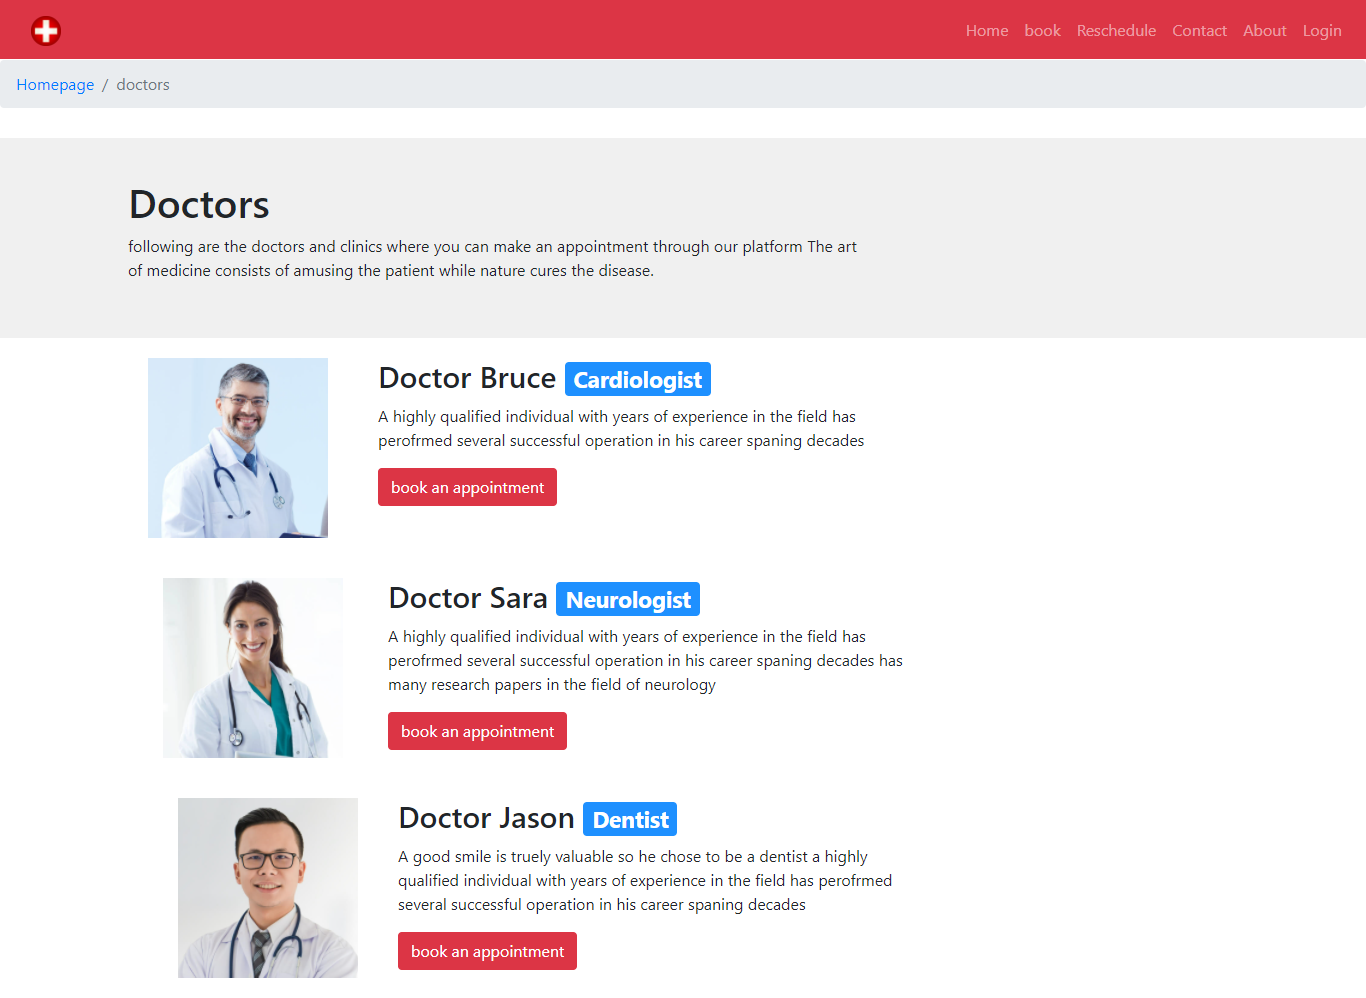 Home book Reschedule Contact About Login
Homepage / doctors
Doctors
following are the doctors and clinics where you can make an appointment through our platform The art
of medicine consists of amusing the patient while nature cures the disease.
Doctor Bruce Cardiologist
A highly qualified individual with years of experience in the field has
perofrmed several successful operation in his career spaning decades
book an appointment
Doctor Sara Neurologist
A highly qualified individual with years of experience in the field has
perofrmed several successful operation in his career spaning decades has
many research papers in the field of neurology
book an appointment
Doctor Jason Dentist
A good smile is truely valuable so he chose to be a dentist a highly
qualified individual with years of experience in the field has perofrmed
several successful operation in his career spaning decades
book an appointment